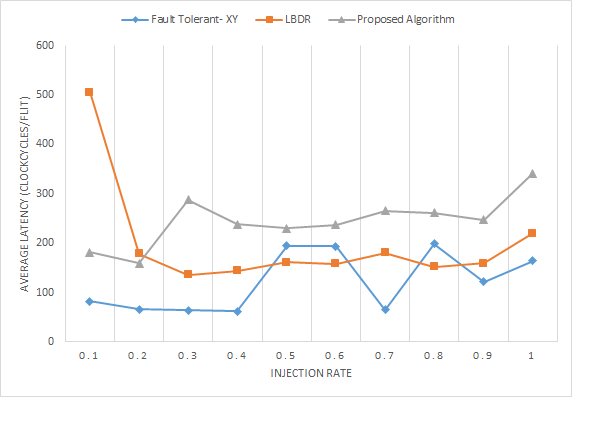 Fault Tolerant- XY LBDR Proposed Algorithm
600
500
400
300
200
100
0
AVERAGE LATENCY (CLOCKCYCLES/FLIT)
0.1 0.2 0.3 0.4 0.5 0.6 0.7 0.8 0.9 1
INJECTION RATE